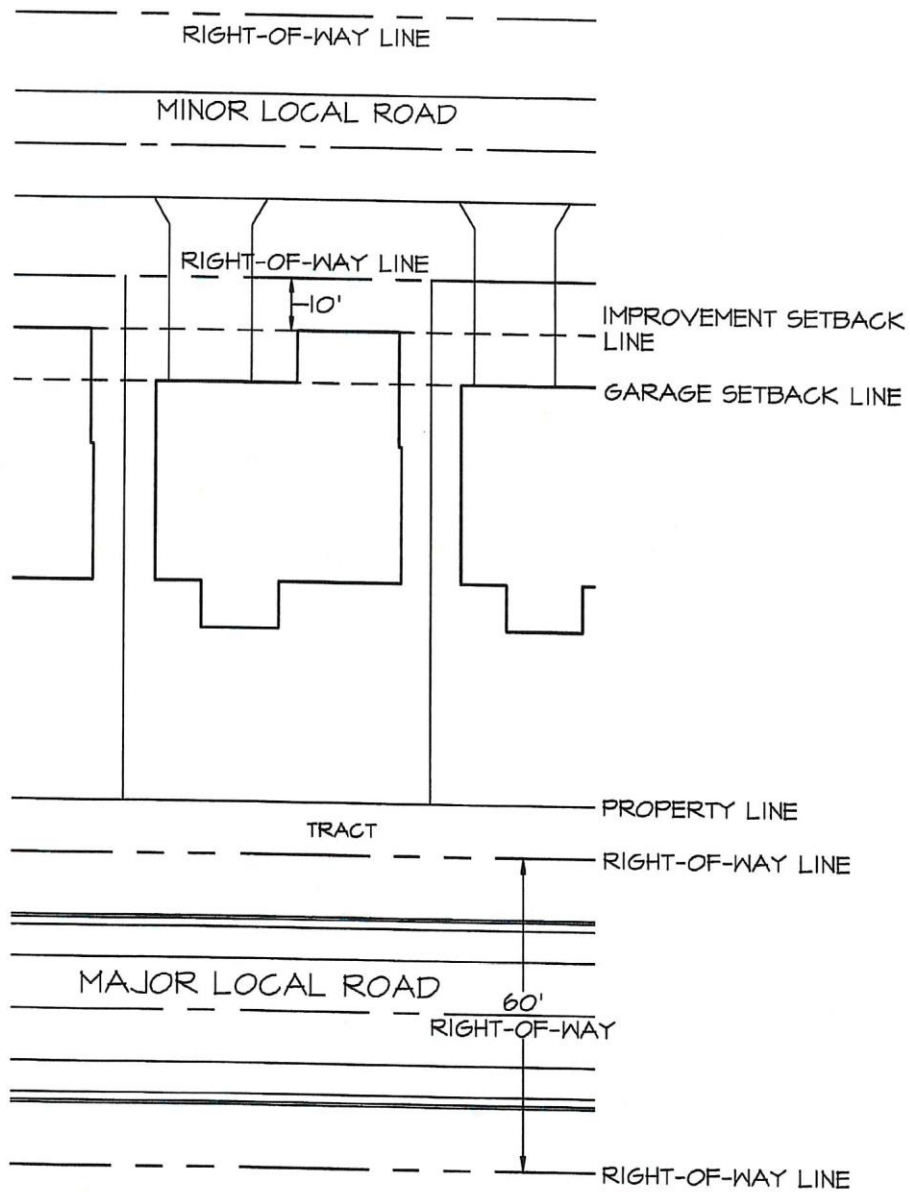 RIGHT-OF-WAY LINE
MINOR LOCAL ROAD
RIGHT-OF-WAY LINE
10'
IMPROVEMENT SETBACK
LINE
GARAGE SETBACK LINE
PROPERTY LINE
TRACT
RIGHT-OF-WAY LINE
MAJOR LOCAL ROAD
60'
RIGHT-OF-WAY
RIGHT-OF-WAY LINE